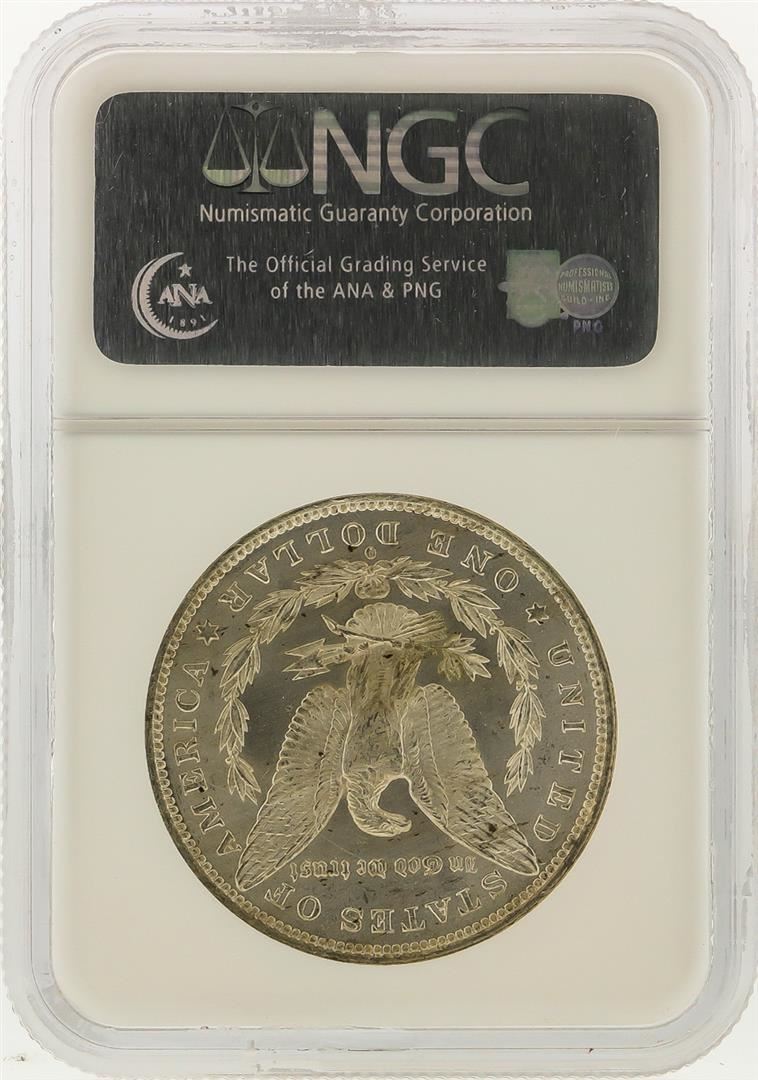 NGC
Numismatic Guaranty Corporation
The Official Grading Service
of the ANA & PNG
ANA
1891
PROFESSIONAL
NUMISMATISTS
GUILD · INC.
PNG
UNITED STATES OF AMERICA
In God we trust
ONE DOLLAR
O